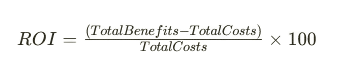 ROI = (TotalBenefits−TotalCosts) / TotalCosts × 100